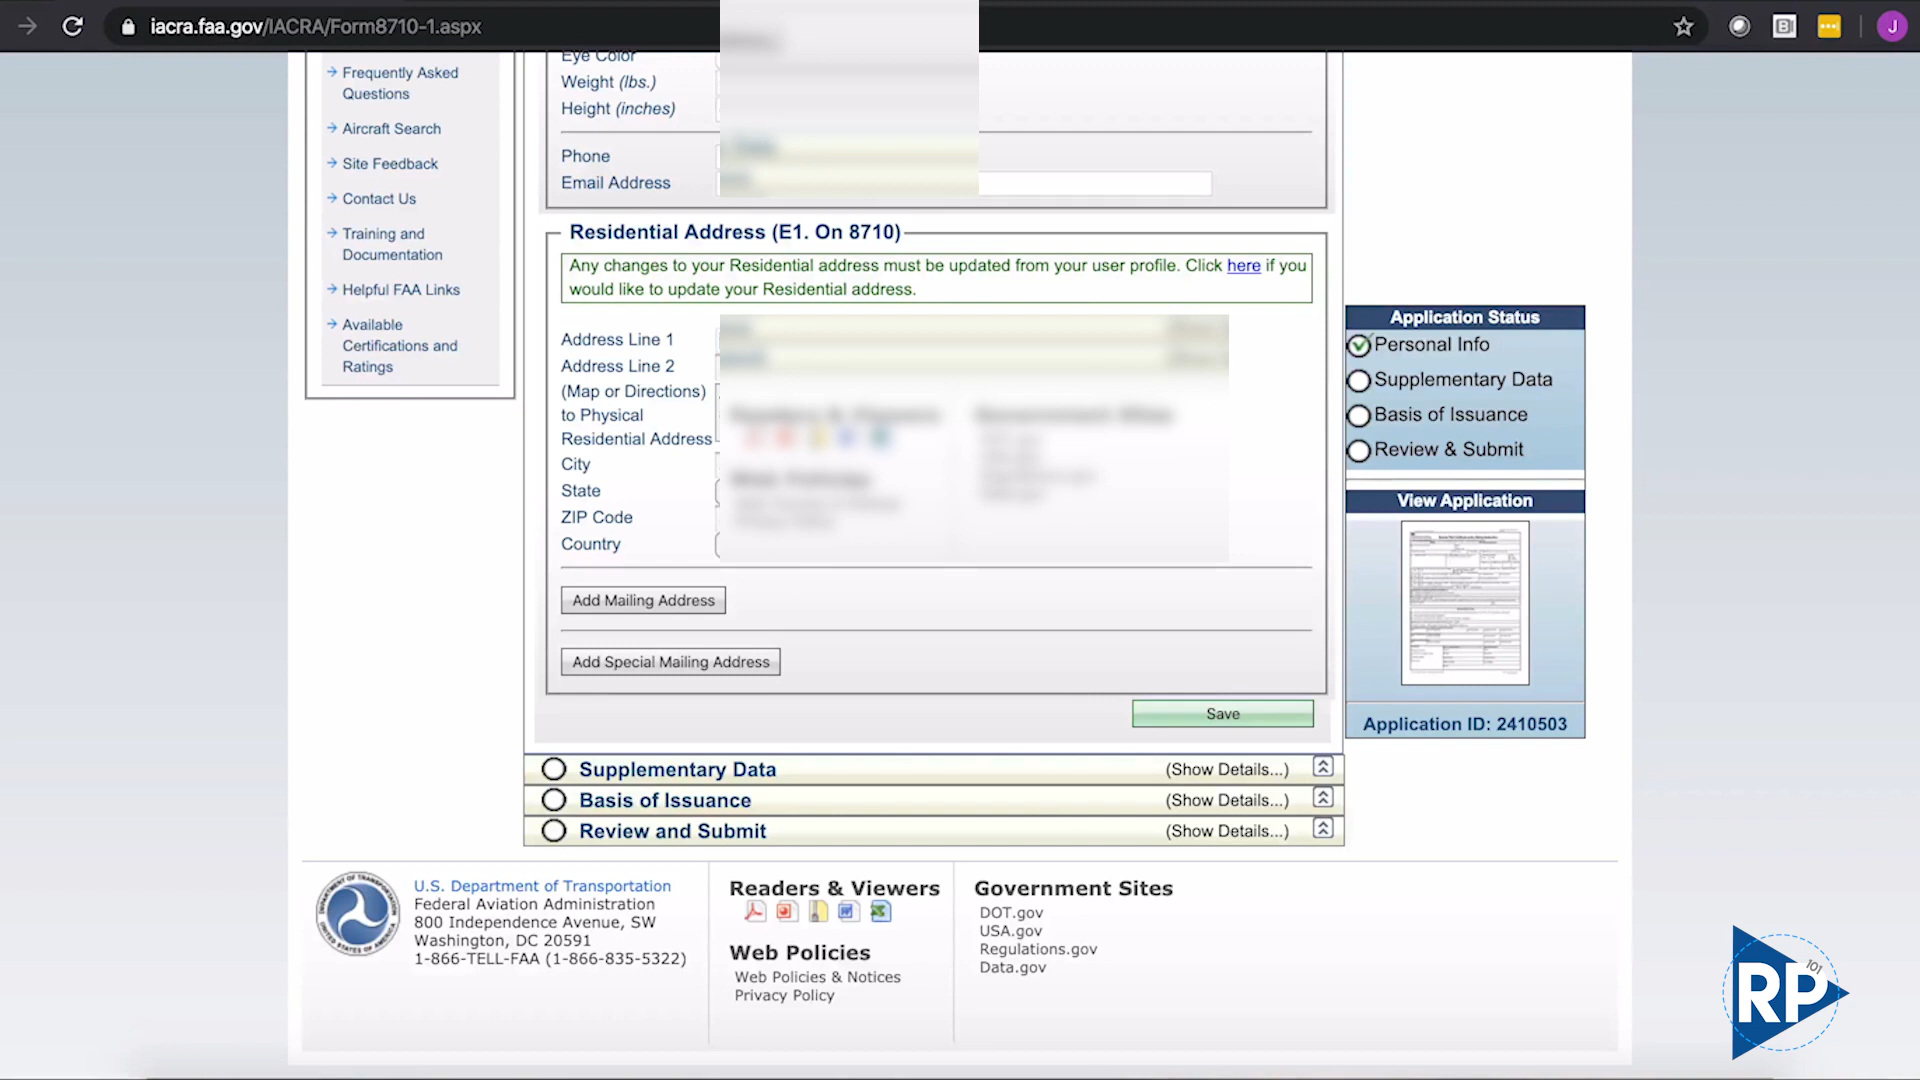 iacra.faa.gov/IACRA/Form8710-1.aspx
J
Frequently Asked
Questions
Aircraft Search
Site Feedback
Contact Us
Training and
Documentation
Helpful FAA Links
Available
Certifications and
Ratings
Eye Color
Weight (lbs.)
Height (inches)
Phone
Email Address
Residential Address (E1. On 8710)
Any changes to your Residential address must be updated from your user profile. Click here if you
would like to update your Residential address.
Address Line 1
Address Line 2
(Map or Directions)
to Physical
Residential Address
City
State
ZIP Code
Country
Add Mailing Address
Add Special Mailing Address
Save
Supplementary Data (Show Details...)
Basis of Issuance (Show Details...)
Review and Submit (Show Details...)
Application Status
Personal Info
Supplementary Data
Basis of Issuance
Review & Submit
View Application
Application ID: 2410503
U.S. Department of Transportation
Federal Aviation Administration
800 Independence Avenue, SW
Washington, DC 20591
1-866-TELL-FAA (1-866-835-5322)
Readers & Viewers
Web Policies
Web Policies & Notices
Privacy Policy
Government Sites
DOT.gov
USA.gov
Regulations.gov
Data.gov
RP
101